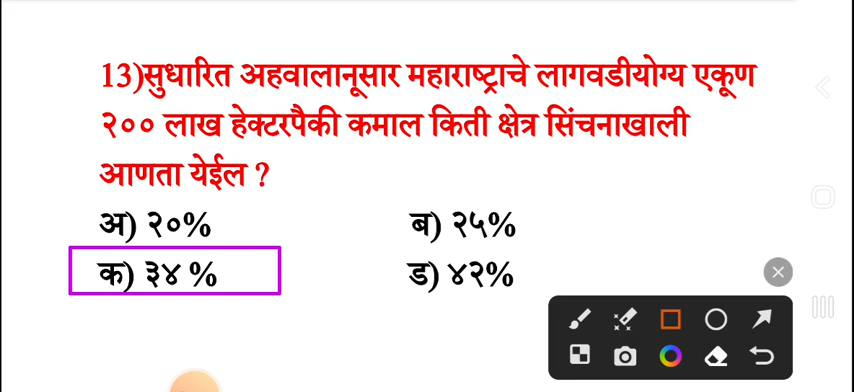 13)सुधारित अहवालानूसार महाराष्ट्राचे लागवडीयोग्य एकूण
२०० लाख हेक्टरपैकी कमाल किती क्षेत्र सिंचनाखाली
आणता येईल ?
अ) २०% ब) २५%
क) ३४ % ड) ४२%